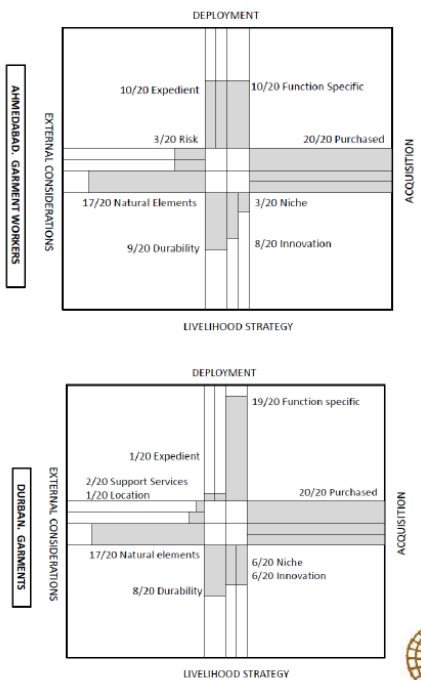 DEPLOYMENT
10/20 Expedient
10/20 Function Specific
3/20 Risk
20/20 Purchased
AHMEDABAD. GARMENT WORKERS
EXTERNAL CONSIDERATIONS
ACQUISITION
17/20 Natural Elements
3/20 Niche
9/20 Durability
8/20 Innovation
LIVELIHOOD STRATEGY
DEPLOYMENT
19/20 Function specific
1/20 Expedient
2/20 Support Services
1/20 Location
20/20 Purchased
DURBAN. GARMENTS
EXTERNAL CONSIDERATIONS
ACQUISITION
17/20 Natural elements
6/20 Niche
6/20 Innovation
8/20 Durability
LIVELIHOOD STRATEGY